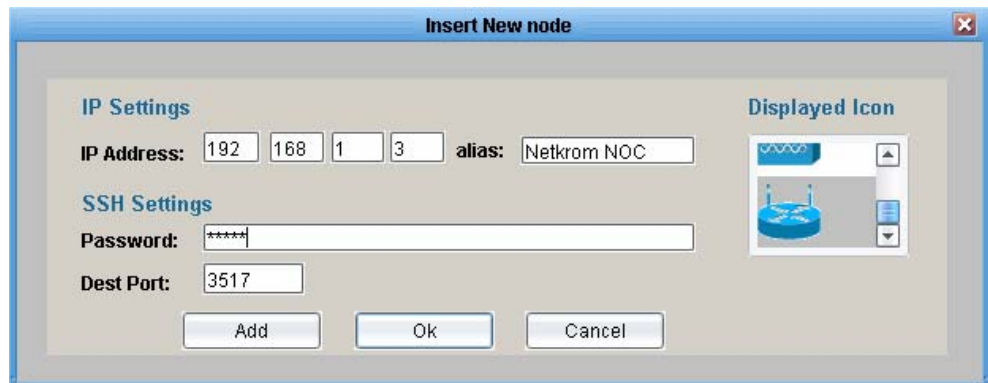 Insert New node
IP Settings
Displayed Icon
IP Address: 192 168 1 3 alias: Netkrom NOC
SSH Settings
Password: *****
Dest Port: 3517
Add Ok Cancel